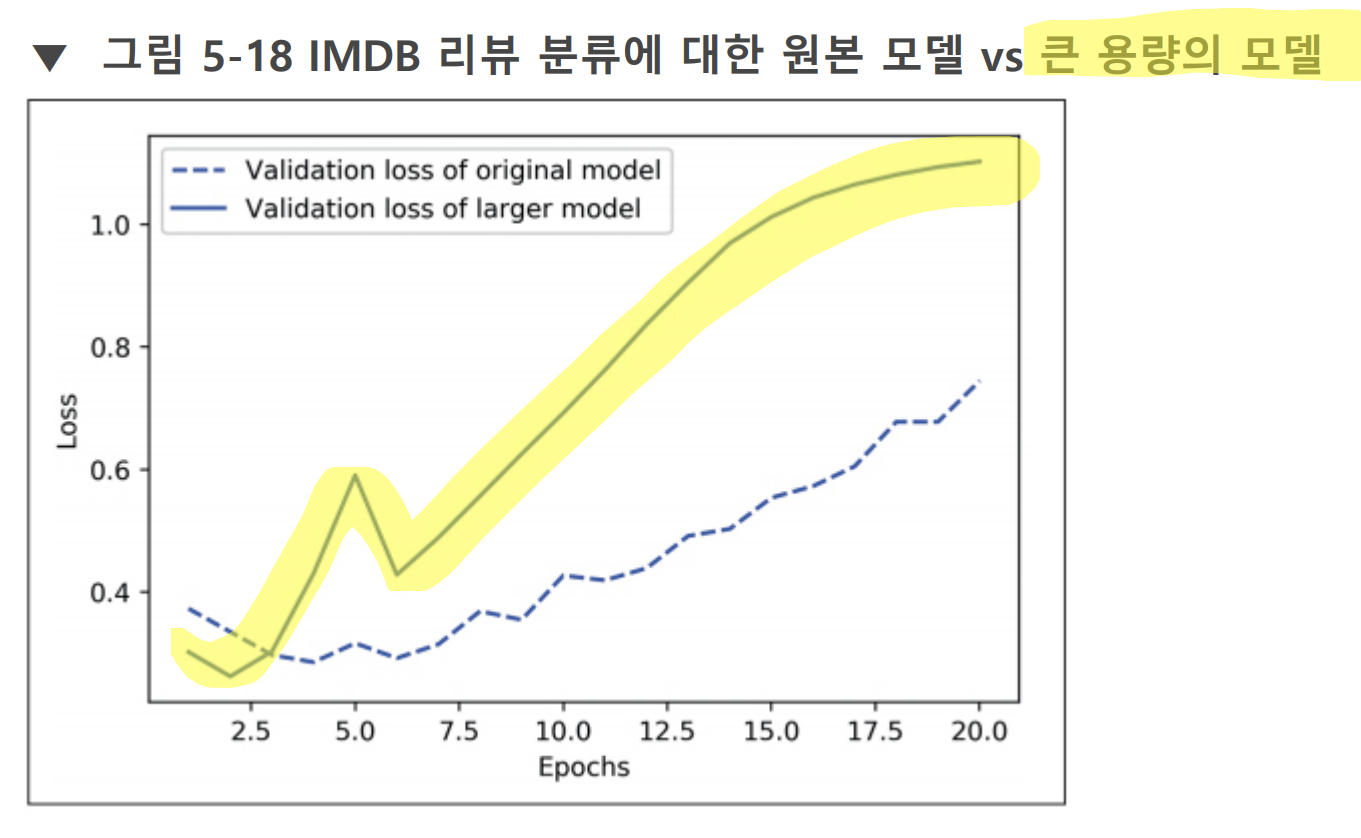 ▼ 그림 5-18 IMDB 리뷰 분류에 대한 원본 모델 vs 큰 용량의 모델
Validation loss of original model
Validation loss of larger model
1.0
0.8
0.6
0.4
Loss
2.5 5.0 7.5 10.0 12.5 15.0 17.5 20.0
Epochs